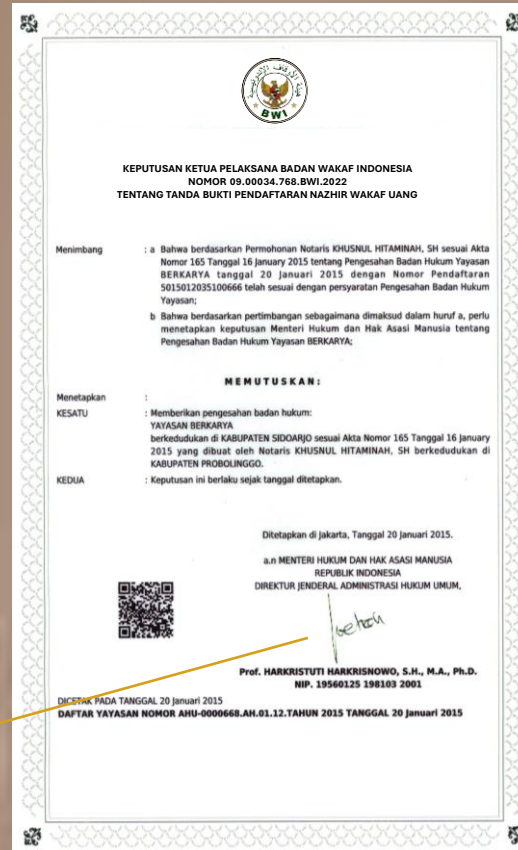 BWI
KEPUTUSAN KETUA PELAKSANA BADAN WAKAF INDONESIA
NOMOR 09.00034.768.BWI.2022
TENTANG TANDA BUKTI PENDAFTARAN NAZHIR WAKAF UANG
Menimbang : a Bahwa berdasarkan Permohonan Notaris KHUSNUL HITAMINAH, SH sesuai Akta
Nomor 165 Tanggal 16 January 2015 tentang Pengesahan Badan Hukum Yayasan
BERKARYA tanggal 20 Januari 2015 dengan Nomor Pendaftaran
5015012035100666 telah sesuai dengan persyaratan Pengesahan Badan Hukum
Yayasan;
b Bahwa berdasarkan pertimbangan sebagaimana dimaksud dalam huruf a, perlu
menetapkan keputusan Menteri Hukum dan Hak Asasi Manusia tentang
Pengesahan Badan Hukum Yayasan BERKARYA;
MEMUTUSKAN:
Menetapkan :
KESATU : Memberikan pengesahan badan hukum:
YAYASAN BERKARYA
berkedudukan di KABUPATEN SIDOARJO sesuai Akta Nomor 165 Tanggal 16 January
2015 yang dibuat oleh Notaris KHUSNUL HITAMINAH, SH berkedudukan di
KABUPATEN PROBOLINGGO.
KEDUA : Keputusan ini berlaku sejak tanggal ditetapkan.
Ditetapkan di Jakarta, Tanggal 20 Januari 2015.
a.n MENTERI HUKUM DAN HAK ASASI MANUSIA
REPUBLIK INDONESIA
DIREKTUR JENDERAL ADMINISTRASI HUKUM UMUM,
Prof. HARKRISTUTI HARKRISNOWO, S.H., M.A., Ph.D.
NIP. 19560125 198103 2001
DICETAK PADA TANGGAL 20 Januari 2015
DAFTAR YAYASAN NOMOR AHU-0000668.AH.01.12.TAHUN 2015 TANGGAL 20 Januari 2015